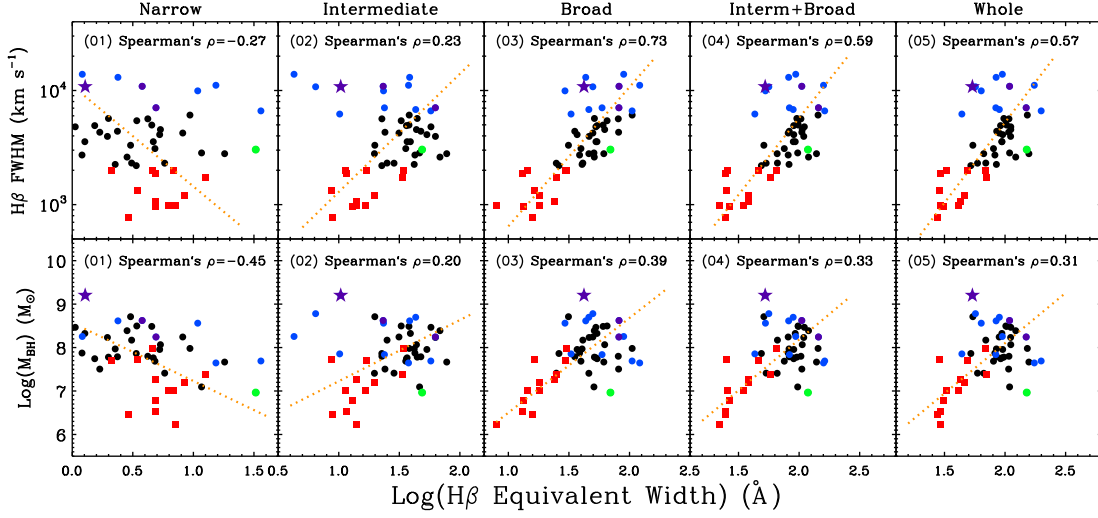 Narrow Intermediate Broad Interm+Broad Whole
(01) Spearman's ρ=−0.27 (02) Spearman's ρ=0.23 (03) Spearman's ρ=0.73 (04) Spearman's ρ=0.59 (05) Spearman's ρ=0.57
Hβ FWHM (km s⁻¹)
10⁴
10³
(01) Spearman's ρ=−0.45 (02) Spearman's ρ=0.20 (03) Spearman's ρ=0.39 (04) Spearman's ρ=0.33 (05) Spearman's ρ=0.31
Log(M_BH) (M_⊙)
10
9
8
7
6
0.0 0.5 1.0 1.5 0.5 1.0 1.5 2.0 1.0 1.5 2.0 2.5 1.0 1.5 2.0 2.5 1.0 1.5 2.0 2.5
Log(Hβ Equivalent Width) (Å)